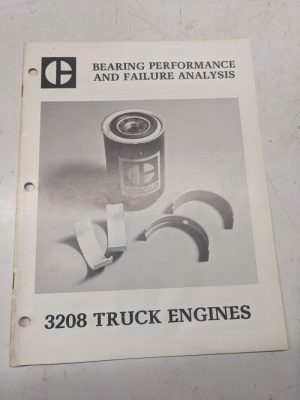 BEARING PERFORMANCE
AND FAILURE ANALYSIS
3208 TRUCK ENGINES